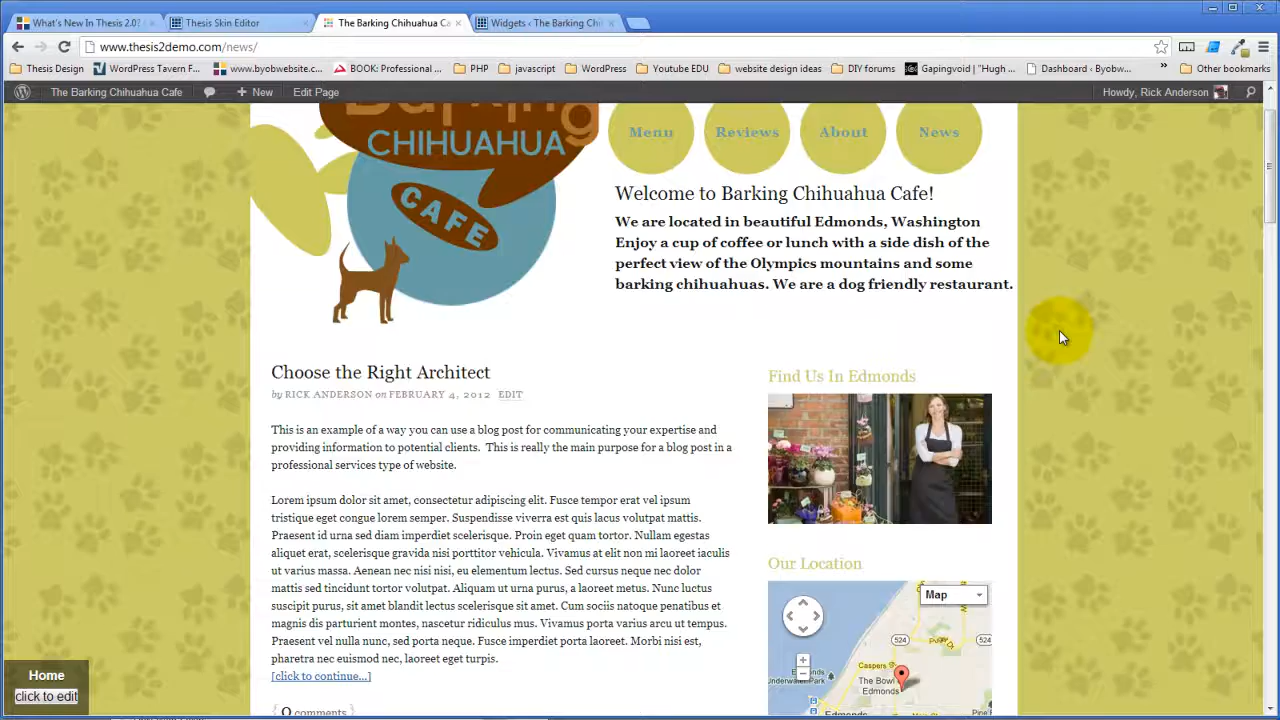 What's New In Thesis 2.0?
Thesis Skin Editor
The Barking Chihuahua Ca
Widgets ‹ The Barking Chi
www.thesis2demo.com/news/
Thesis Design
WordPress Tavern F...
www.byobwebsite.c...
BOOK: Professional ...
PHP
javascript
WordPress
Youtube EDU
website design ideas
DIY forums
Gapingvoid "Hugh ...
Dashboard ‹ Byobw...
»
Other bookmarks
The Barking Chihuahua Cafe
+ New
Edit Page
Howdy, Rick Anderson
Barking
CHIHUAHUA
CAFE
Menu
Reviews
About
News
Welcome to Barking Chihuahua Cafe!
We are located in beautiful Edmonds, Washington
Enjoy a cup of coffee or lunch with a side dish of the
perfect view of the Olympics mountains and some
barking chihuahuas. We are a dog friendly restaurant.
Choose the Right Architect
by RICK ANDERSON on FEBRUARY 4, 2012 EDIT
This is an example of a way you can use a blog post for communicating your expertise and
providing information to potential clients. This is really the main purpose for a blog post in a
professional services type of website.
Lorem ipsum dolor sit amet, consectetur adipiscing elit. Fusce tempor erat vel ipsum
tristique eget congue lorem semper. Suspendisse viverra est quis lacus volutpat mattis.
Praesent id urna sed diam imperdiet scelerisque. Proin eget quam tortor. Nullam egestas
aliquet erat, scelerisque gravida nisi porttitor vehicula. Vivamus at elit non mi laoreet iaculis
ut varius massa. Aenean nec nisi nisi, eu elementum lectus. Sed cursus neque nec dolor
mattis sed tincidunt tortor volutpat. Aliquam ut urna purus, a laoreet metus. Nunc luctus
suscipit purus, sit amet blandit lectus scelerisque sit amet. Cum sociis natoque penatibus et
magnis dis parturient montes, nascetur ridiculus mus. Vivamus porta varius arcu ut tempus.
Praesent vel nulla nunc, sed porta neque. Fusce imperdiet porta laoreet. Morbi nisi est,
pharetra nec euismod nec, laoreet eget turpis.
[click to continue...]
{ 0 comments }
Find Us In Edmonds
Our Location
Map
524
524
Caspers St
The Bowl
Edmonds
Edmonds
Home
click to edit